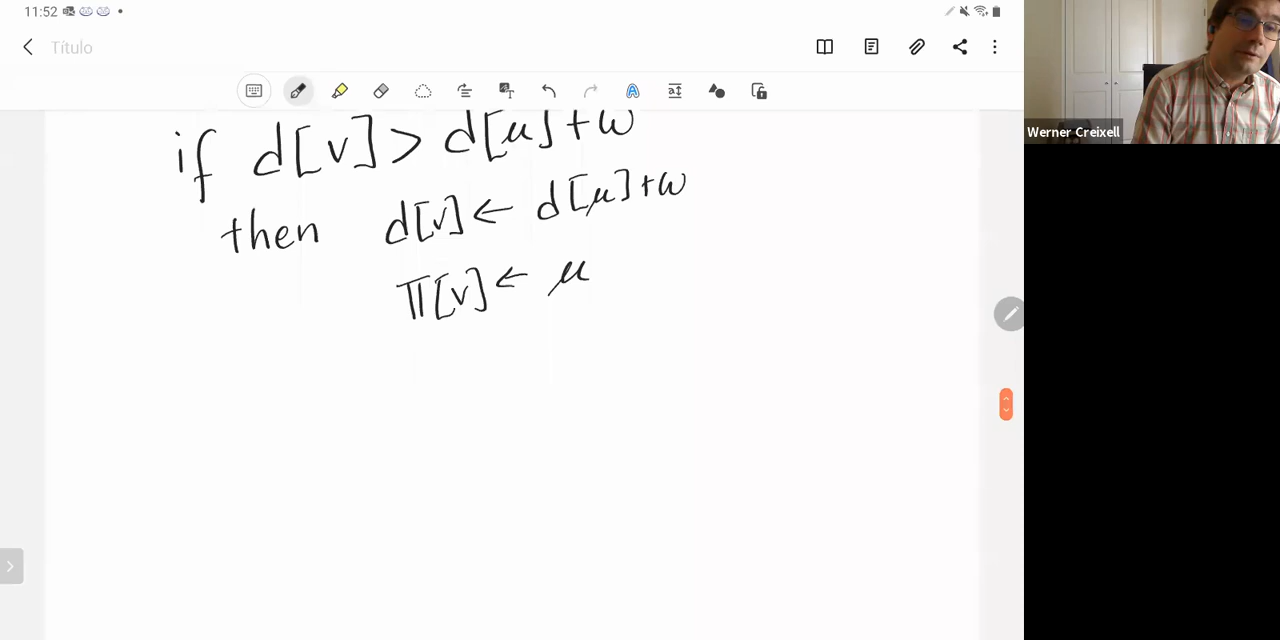 11:52
Título
Werner Creixell
if d[v] > d[μ] + ω
then d[v] ← d[μ] + ω
π[v] ← μ